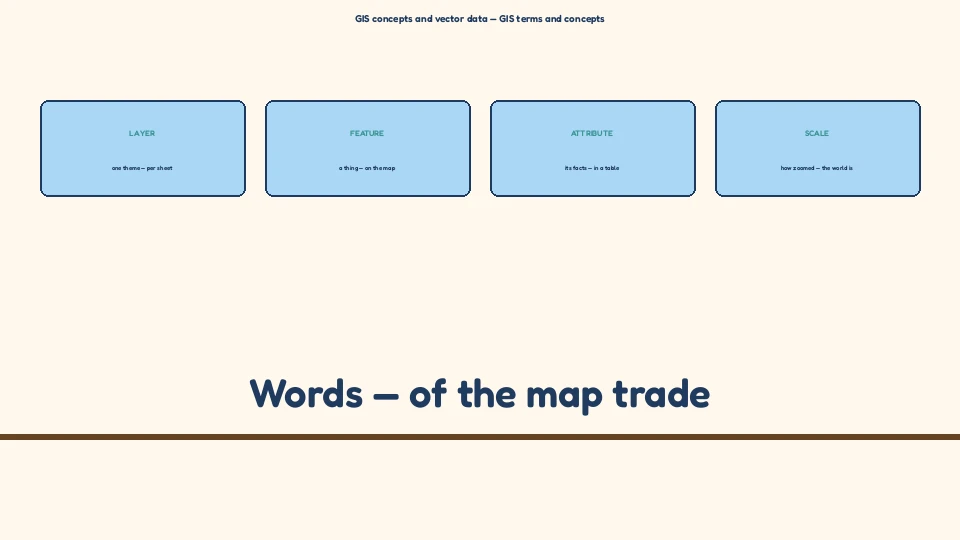 GIS concepts and vector data — GIS terms and concepts
LAYER
one theme — per sheet
FEATURE
a thing — on the map
ATTRIBUTE
its facts — in a table
SCALE
how zoomed — the world is
Words — of the map trade